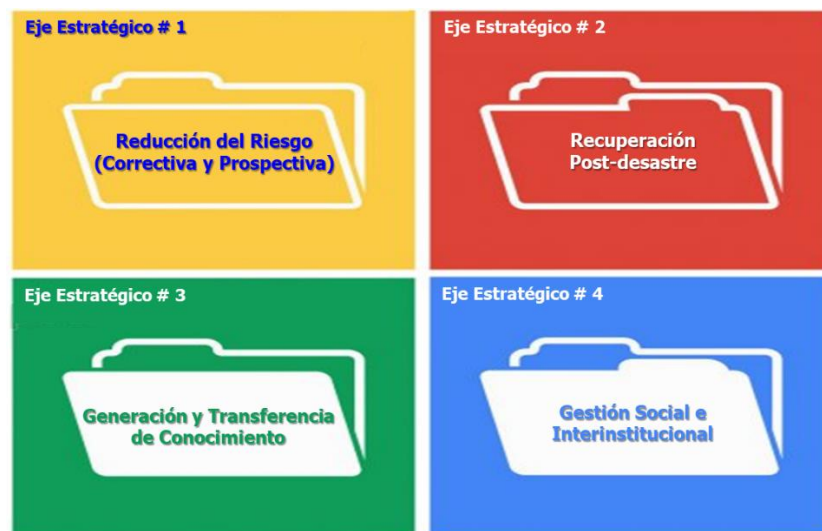 Eje Estratégico # 1
Reducción del Riesgo
(Correctiva y Prospectiva)
Eje Estratégico # 2
Recuperación
Post-desastre
Eje Estratégico # 3
Generación y Transferencia
de Conocimiento
Eje Estratégico # 4
Gestión Social e
Interinstitucional